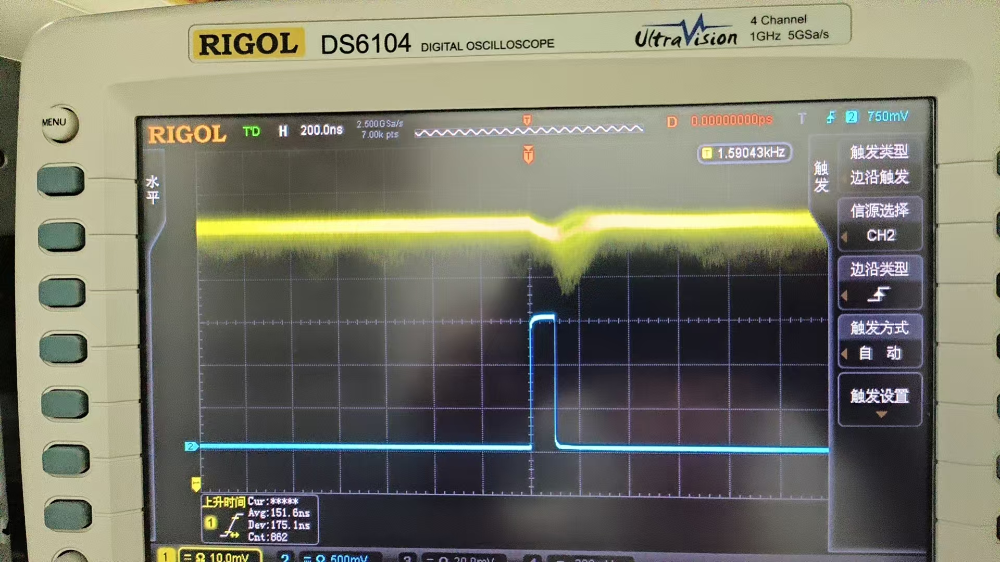 RIGOL DS6104 DIGITAL OSCILLOSCOPE
UltraVision
4 Channel
1GHz 5GSa/s
MENU
RIGOL T'D H 200.0ns
2.500GSa/s
7.00k pts
T
D 0.00000000ps
T 2 750mV
T
T 1.59043kHz
水平
触发
触发类型
边沿触发
信源选择
CH2
边沿类型
触发方式
自 动
触发设置
2
1
上升时间 Cur:*****
Avg:151.6ns
1
Dev:175.1ns
Cnt:862
1 = Ω 10.0mV
2 = Ω 500mV
3